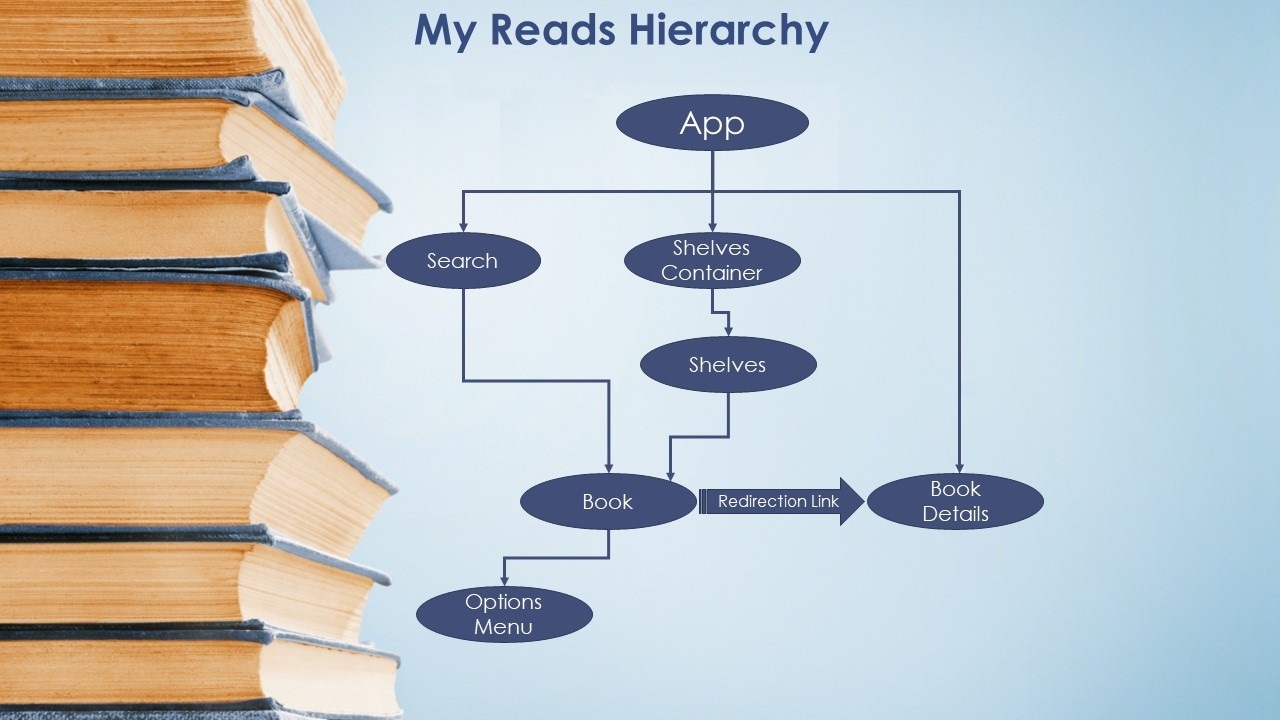 My Reads Hierarchy
App
Search
Shelves
Container
Shelves
Book
Redirection Link
Book
Details
Options
Menu